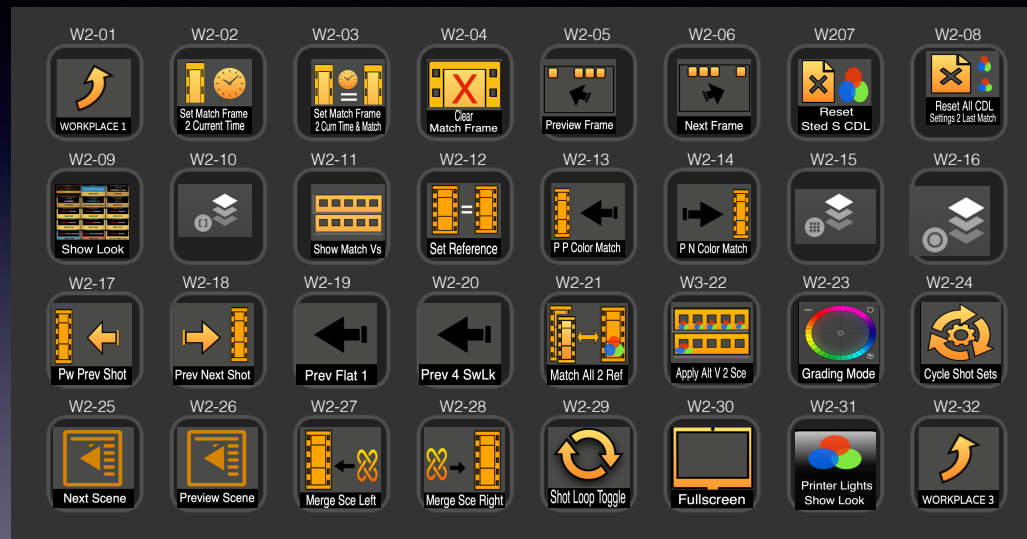 W2-01 W2-02 W2-03 W2-04 W2-05 W2-06 W207 W2-08
WORKPLACE 1
Set Match Frame
2 Current Time
Set Match Frame
2 Curn Time & Match
X
Clear
Match Frame
Preview Frame
Next Frame
Reset
Sted S CDL
Reset All CDL
Settings 2 Last Match
W2-09 W2-10 W2-11 W2-12 W2-13 W2-14 W2-15 W2-16
Show Look
[]
Show Match Vs
=
Set Reference
P P Color Match
P N Color Match
W2-17 W2-18 W2-19 W2-20 W2-21 W3-22 W2-23 W2-24
Pw Prev Shot
Prev Next Shot
Prev Flat 1
Prev 4 SwLk
Match All 2 Ref
Apply Alt V 2 Sce
Grading Mode
Cycle Shot Sets
W2-25 W2-26 W2-27 W2-28 W2-29 W2-30 W2-31 W2-32
Next Scene
Preview Scene
Merge Sce Left
Merge Sce Right
Shot Loop Toggle
Fullscreen
Printer Lights
Show Look
WORKPLACE 3